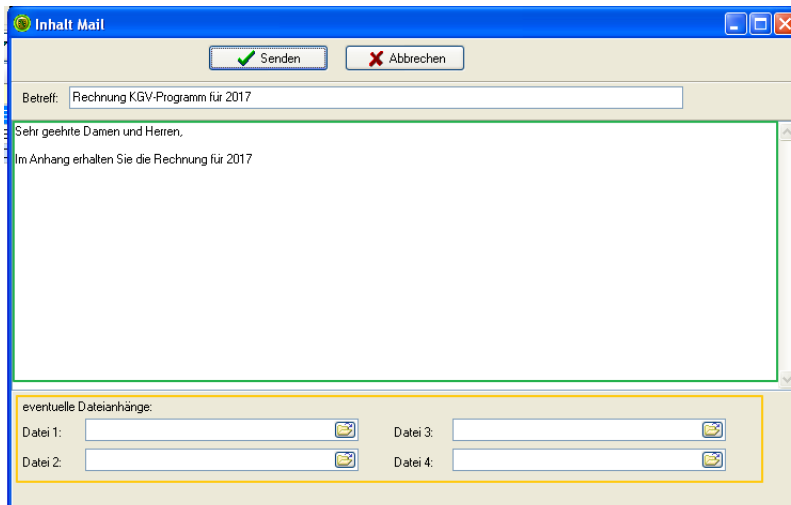 Inhalt Mail
Senden Abbrechen
Betreff: Rechnung KGV-Programm für 2017
Sehr geehrte Damen und Herren,
Im Anhang erhalten Sie die Rechnung für 2017
eventuelle Dateianhänge:
Datei 1: Datei 3:
Datei 2: Datei 4: